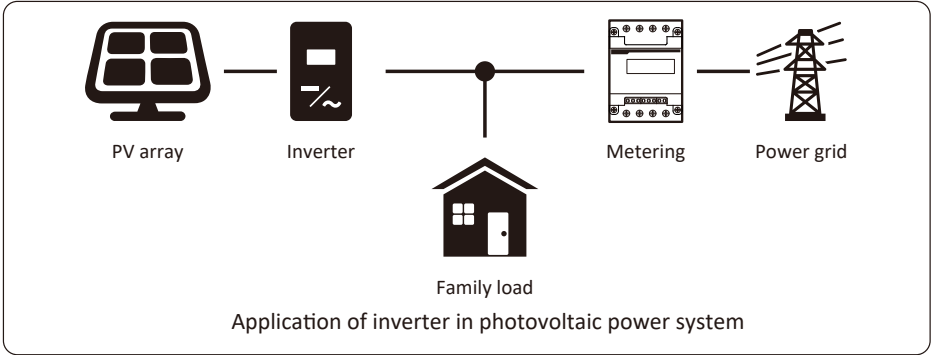 PV array
Inverter
Metering
Power grid
Family load
Application of inverter in photovoltaic power system